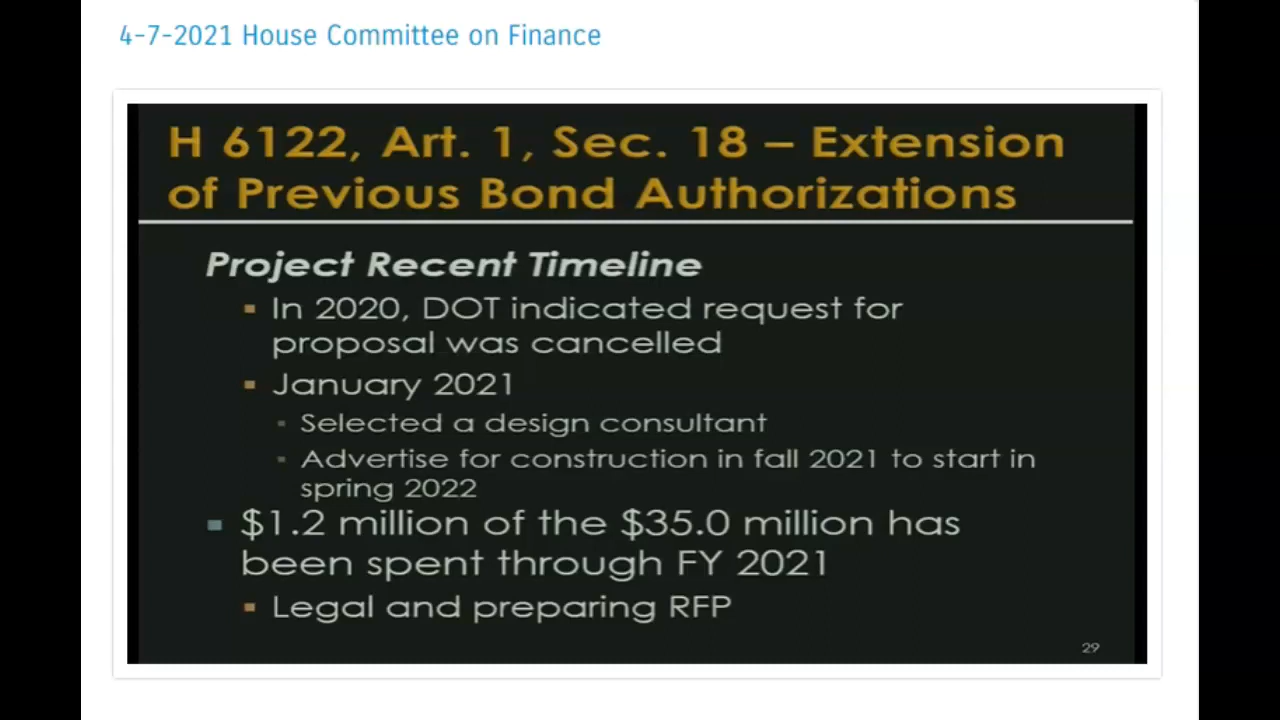 4-7-2021 House Committee on Finance
H 6122, Art. 1, Sec. 18 – Extension
of Previous Bond Authorizations
Project Recent Timeline
In 2020, DOT indicated request for
proposal was cancelled
January 2021
Selected a design consultant
Advertise for construction in fall 2021 to start in
spring 2022
$1.2 million of the $35.0 million has
been spent through FY 2021
Legal and preparing RFP
29